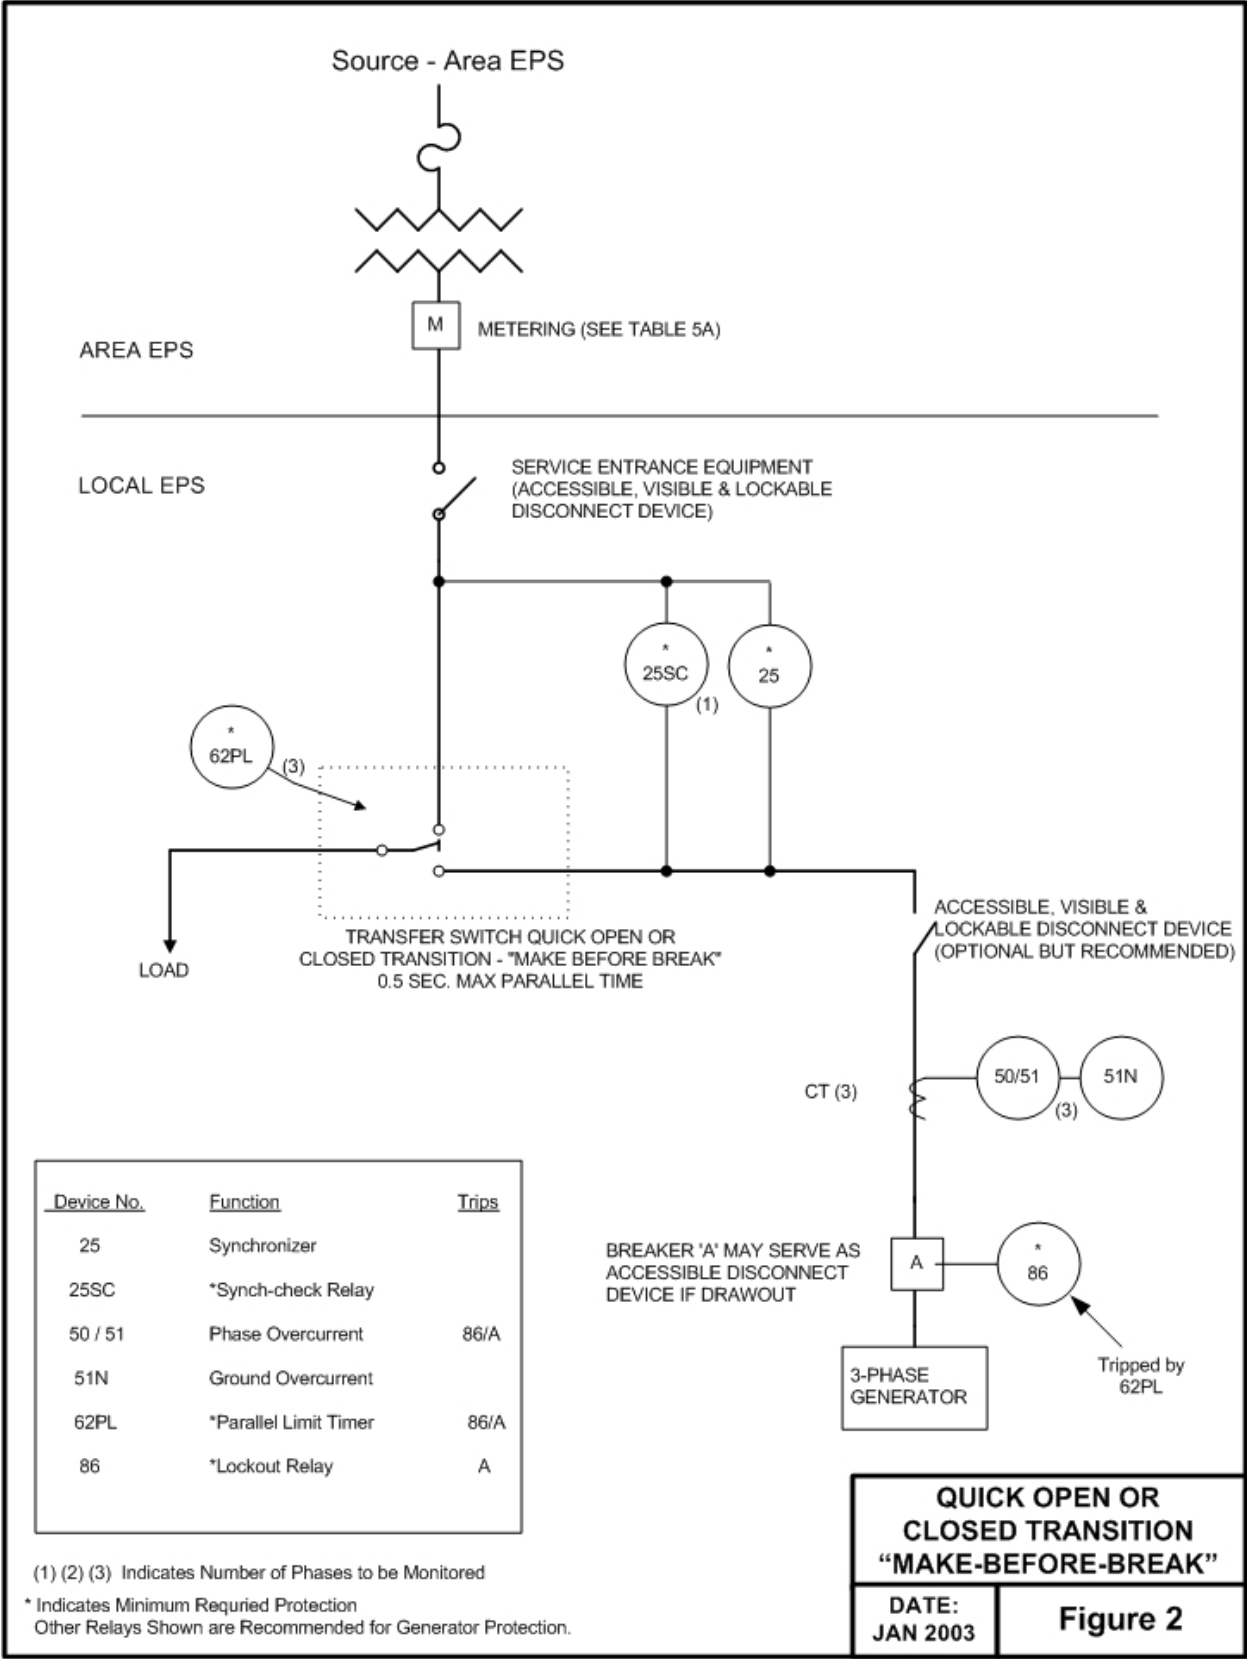 Source - Area EPS
M
METERING (SEE TABLE 5A)
AREA EPS
LOCAL EPS
SERVICE ENTRANCE EQUIPMENT
(ACCESSIBLE, VISIBLE & LOCKABLE
DISCONNECT DEVICE)
*
25SC
(1)
*
25
*
62PL
(3)
LOAD
TRANSFER SWITCH QUICK OPEN OR
CLOSED TRANSITION - "MAKE BEFORE BREAK"
0.5 SEC. MAX PARALLEL TIME
ACCESSIBLE, VISIBLE &
LOCKABLE DISCONNECT DEVICE
(OPTIONAL BUT RECOMMENDED)
CT (3)
50/51
(3)
51N
BREAKER 'A' MAY SERVE AS
ACCESSIBLE DISCONNECT
DEVICE IF DRAWOUT
A
*
86
Tripped by
62PL
3-PHASE
GENERATOR
Device No. Function Trips
25 Synchronizer
25SC *Synch-check Relay
50 / 51 Phase Overcurrent 86/A
51N Ground Overcurrent
62PL *Parallel Limit Timer 86/A
86 *Lockout Relay A
(1) (2) (3) Indicates Number of Phases to be Monitored
* Indicates Minimum Requried Protection
Other Relays Shown are Recommended for Generator Protection.
QUICK OPEN OR
CLOSED TRANSITION
“MAKE-BEFORE-BREAK”
DATE:
JAN 2003
Figure 2